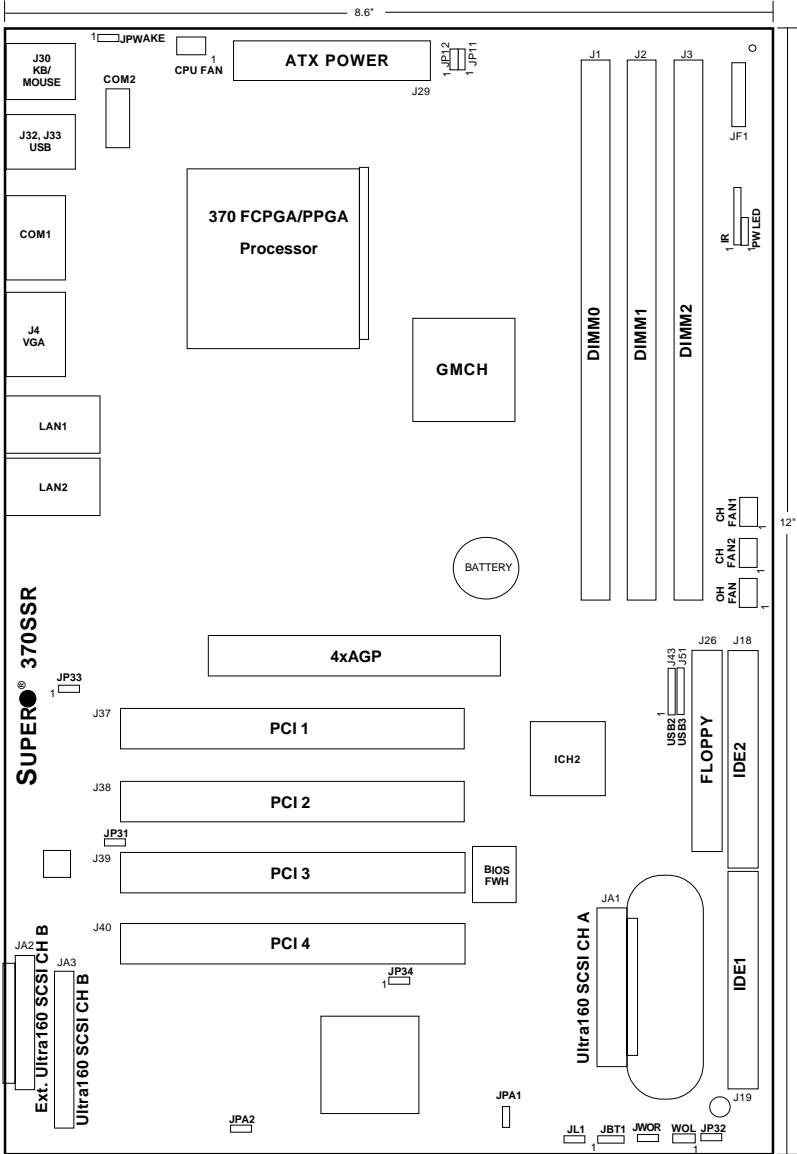 8.6"
1 JPWAKE
CPU FAN
1
ATX POWER
J29
1 JP12
1 JP11
J30
KB/
MOUSE
COM2
J32, J33
USB
COM1
J4
VGA
LAN1
LAN2
370 FCPGA/PPGA
Processor
GMCH
J1
DIMM0
J2
DIMM1
J3
DIMM2
JF1
1 IR
1 PW LED
CH
FAN1
1
CH
FAN2
1
OH
FAN
1
12"
BATTERY
SUPER® 370SSR
4xAGP
JP33
1
J37
PCI 1
J38
PCI 2
JP31
J39
PCI 3
J40
PCI 4
JP34
1
ICH2
BIOS
FWH
J43
J51
1
USB2
USB3
J26
FLOPPY
J18
IDE2
IDE1
J19
JA1
Ultra160 SCSI CH A
JA2
Ext. Ultra160 SCSI CH B
JA3
Ultra160 SCSI CH B
JPA2
JPA1
JL1
JBT1
1
JWOR
WOL
1
JP32